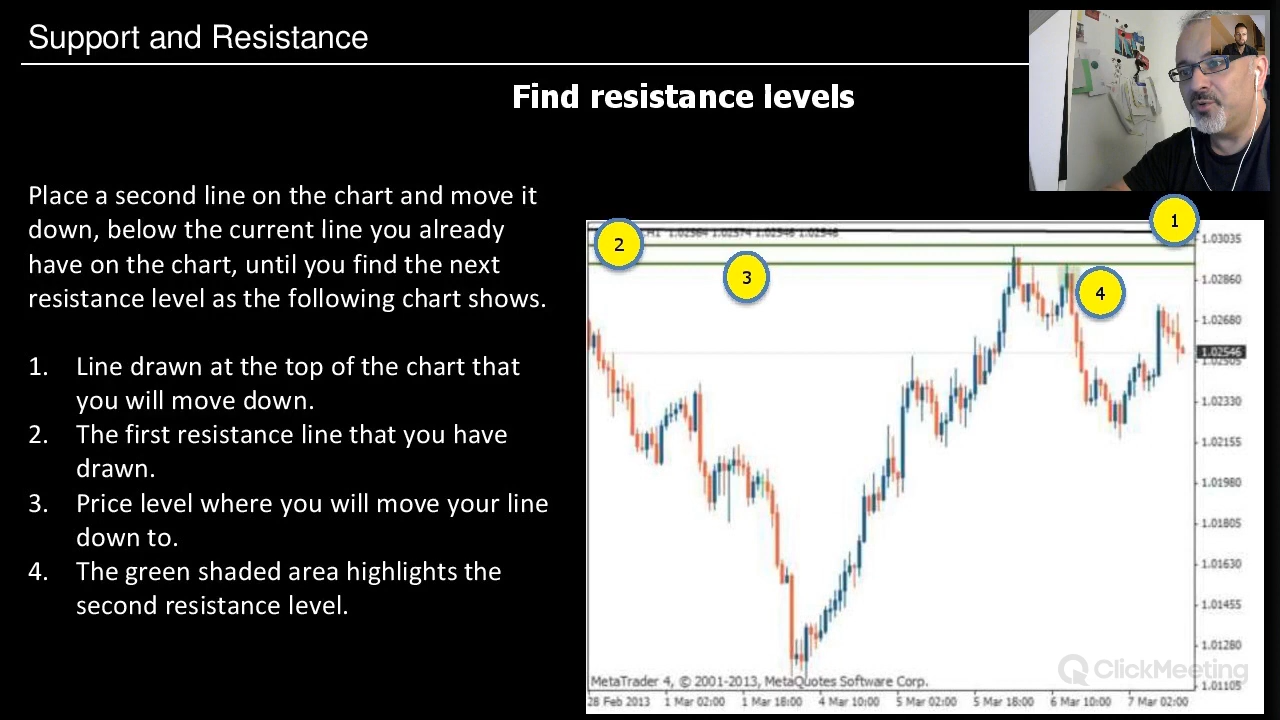 Support and Resistance
Find resistance levels
Place a second line on the chart and move it
down, below the current line you already
have on the chart, until you find the next
resistance level as the following chart shows.
1. Line drawn at the top of the chart that
you will move down.
2. The first resistance line that you have
drawn.
3. Price level where you will move your line
down to.
4. The green shaded area highlights the
second resistance level.
1
2
3
4
1.03035
1.02860
1.02680
1.02546
1.02330
1.02155
1.01980
1.01805
1.01630
1.01455
1.01280
1.01105
MetaTrader 4, © 2001-2013, MetaQuotes Software Corp.
28 Feb 2013 1 Mar 02:00 1 Mar 18:00 4 Mar 10:00 5 Mar 02:00 5 Mar 18:00 6 Mar 10:00 7 Mar 02:00
ClickMeeting